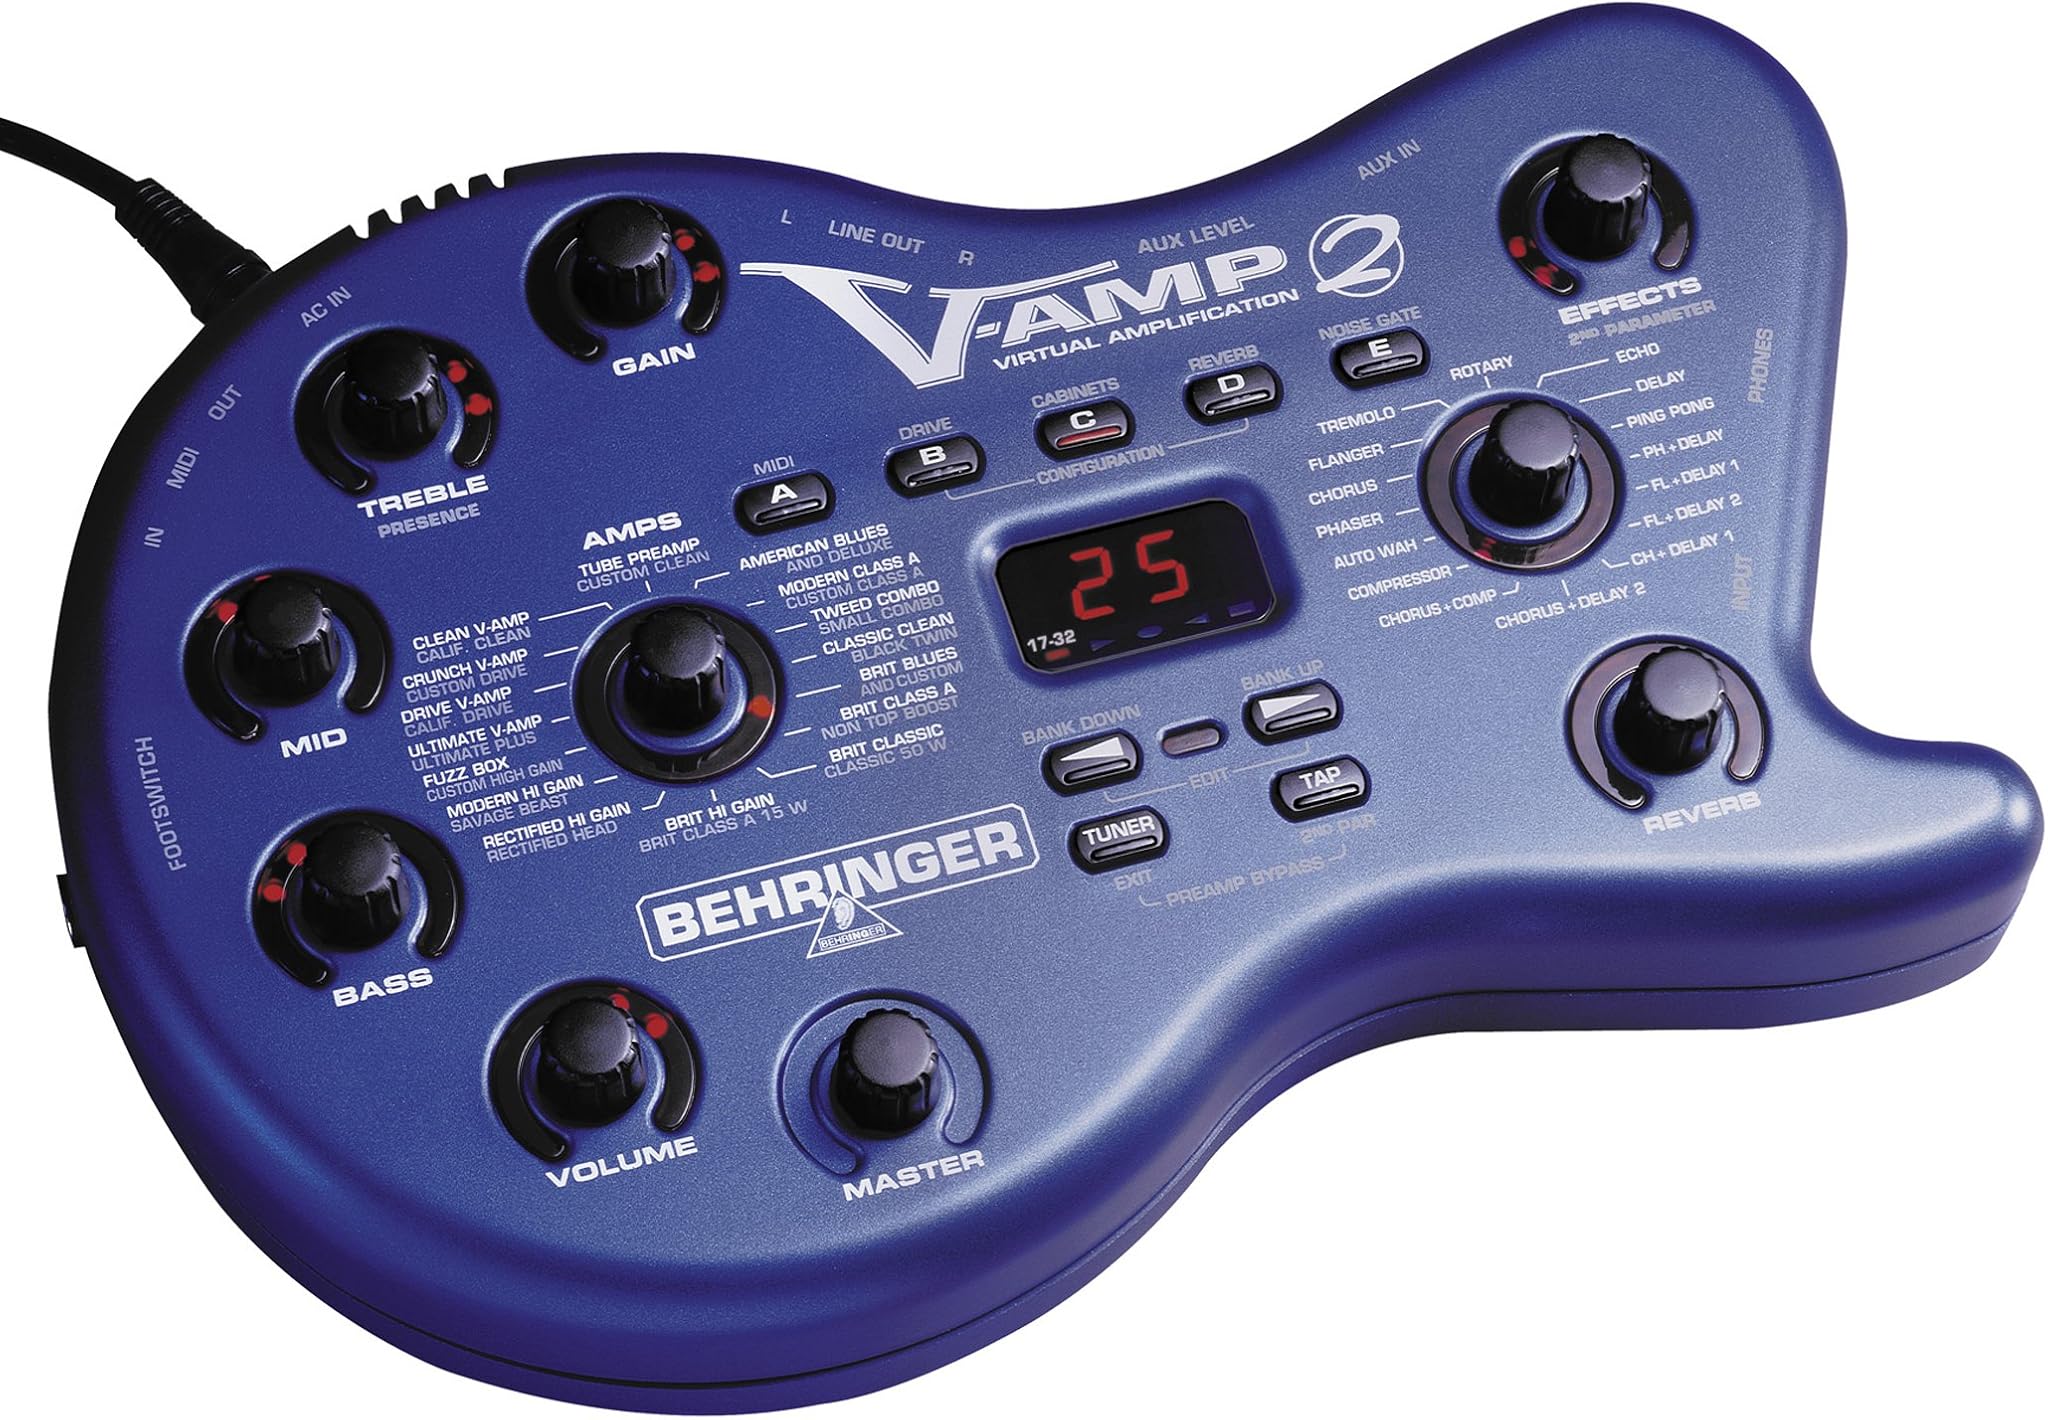 AUX IN
L
LINE OUT
R
AUX LEVEL
V-AMP 2
VIRTUAL AMPLIFICATION
AC IN
GAIN
EFFECTS
2ND PARAMETER
PHONES
MIDI
OUT
IN
TREBLE
PRESENCE
NOISE GATE
E
REVERB
D
CABINETS
C
DRIVE
B
MIDI
A
CONFIGURATION
ROTARY
ECHO
TREMOLO
DELAY
FLANGER
PING PONG
CHORUS
PH+DELAY
PHASER
FL+DELAY 1
AUTO WAH
FL+DELAY 2
COMPRESSOR
CH+DELAY 1
CHORUS+COMP
CHORUS+DELAY 2
INPUT
AMPS
TUBE PREAMP
CUSTOM CLEAN
AMERICAN BLUES
AND DELUXE
MODERN CLASS A
CUSTOM CLASS A
TWEED COMBO
SMALL COMBO
CLASSIC CLEAN
BLACK TWIN
BRIT BLUES
AND CUSTOM
BRIT CLASS A
NON TOP BOOST
BRIT CLASSIC
CLASSIC 50 W
BRIT HI GAIN
BRIT CLASS A 15 W
RECTIFIED HI GAIN
RECTIFIED HEAD
MODERN HI GAIN
SAVAGE BEAST
FUZZ BOX
CUSTOM HIGH GAIN
ULTIMATE V-AMP
ULTIMATE PLUS
DRIVE V-AMP
CALIF. DRIVE
CRUNCH V-AMP
CUSTOM DRIVE
CLEAN V-AMP
CALIF. CLEAN
25
17-32
BANK UP
BANK DOWN
EDIT
TAP
2ND PAR
TUNER
EXIT
PREAMP BYPASS
MID
FOOTSWITCH
REVERB
BEHRINGER
BEHRINGER
BASS
VOLUME
MASTER